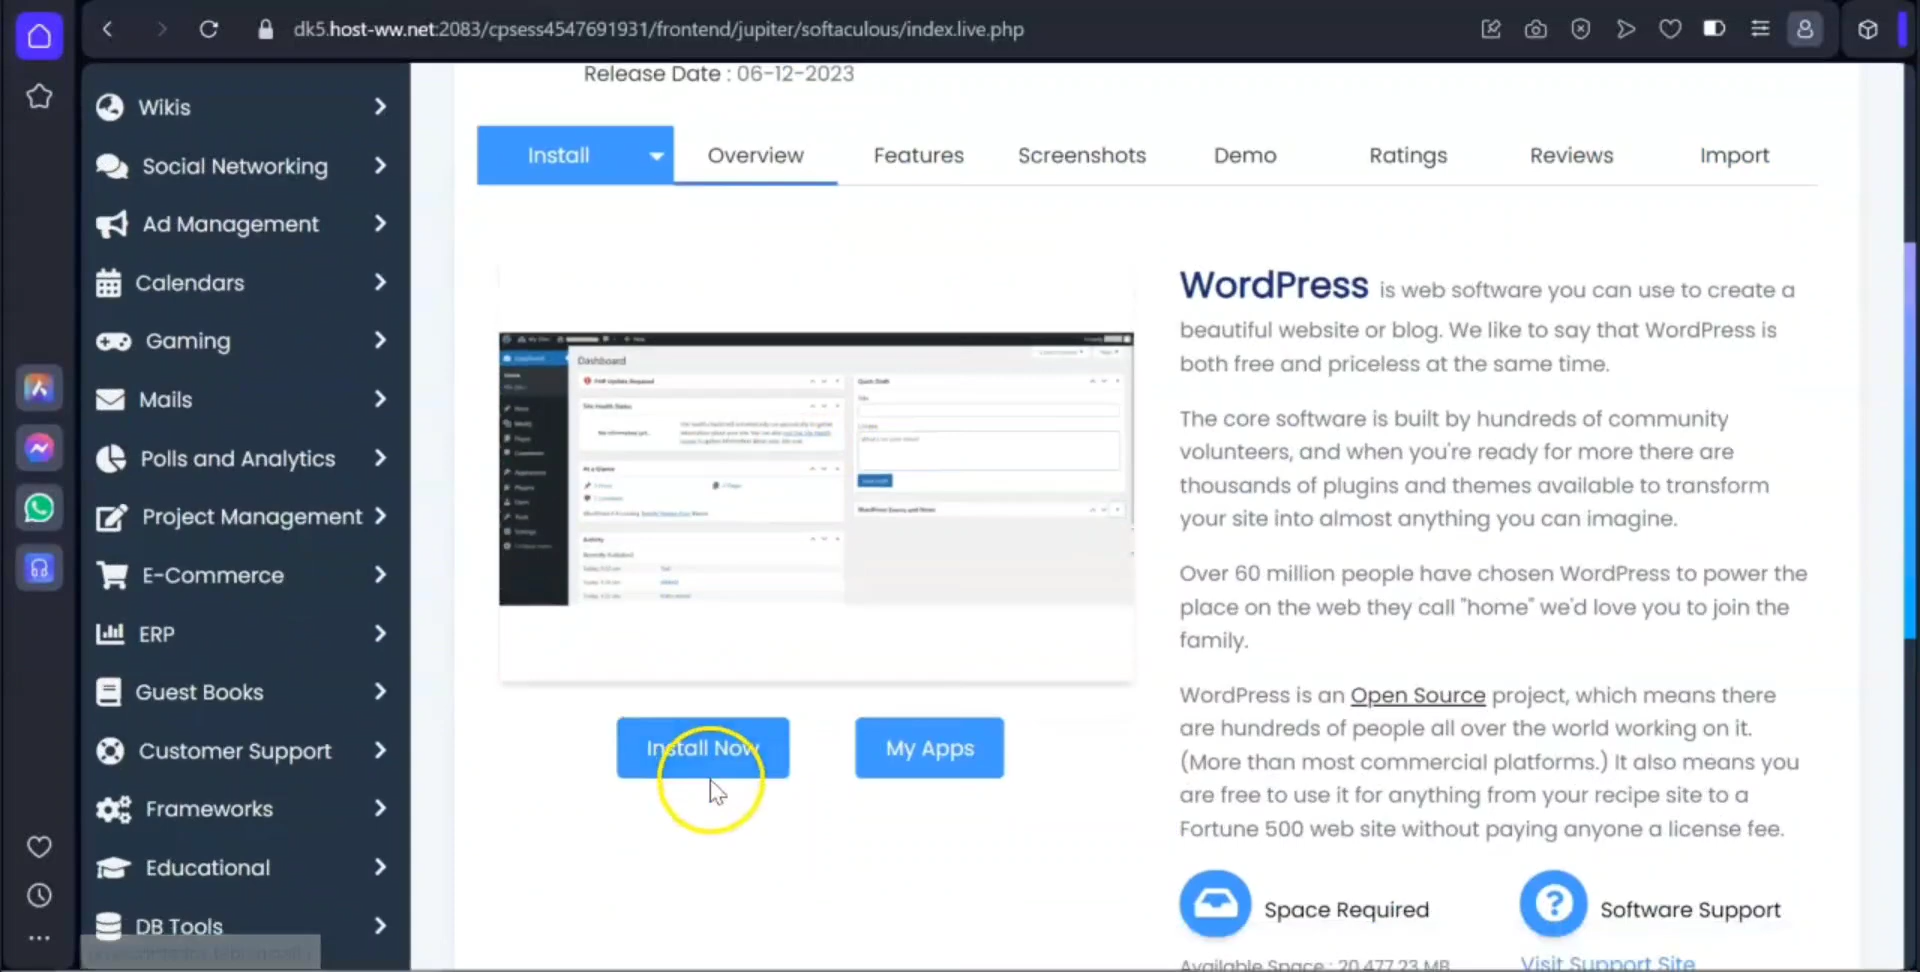 dk5.host-ww.net:2083/cpsess4547691931/frontend/jupiter/softaculous/index.live.php
Wikis
Social Networking
Ad Management
Calendars
Gaming
Mails
Polls and Analytics
Project Management
E-Commerce
ERP
Guest Books
Customer Support
Frameworks
Educational
DB Tools
Release Date : 06-12-2023
Install
Overview
Features
Screenshots
Demo
Ratings
Reviews
Import
Dashboard
Install Now
My Apps
WordPress is web software you can use to create a
beautiful website or blog. We like to say that WordPress is
both free and priceless at the same time.
The core software is built by hundreds of community
volunteers, and when you're ready for more there are
thousands of plugins and themes available to transform
your site into almost anything you can imagine.
Over 60 million people have chosen WordPress to power the
place on the web they call "home" we'd love you to join the
family.
WordPress is an Open Source project, which means there
are hundreds of people all over the world working on it.
(More than most commercial platforms.) It also means you
are free to use it for anything from your recipe site to a
Fortune 500 web site without paying anyone a license fee.
Space Required
Software Support
Available Space : 20,477.23 MB
Visit Support Site